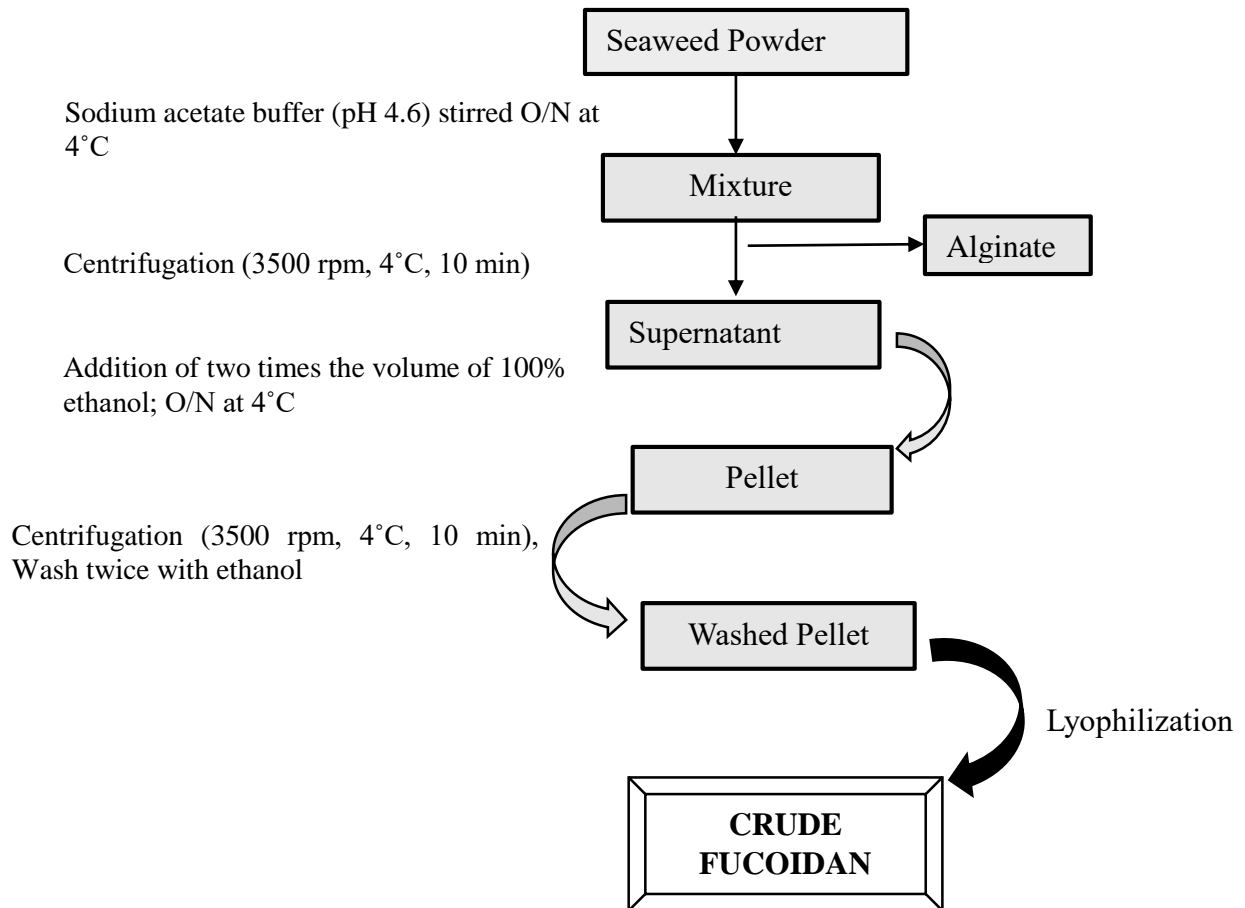 Seaweed Powder
Sodium acetate buffer (pH 4.6) stirred O/N at
4˚C
Mixture
Alginate
Centrifugation (3500 rpm, 4˚C, 10 min)
Supernatant
Addition of two times the volume of 100%
ethanol; O/N at 4˚C
Pellet
Centrifugation (3500 rpm, 4˚C, 10 min),
Wash twice with ethanol
Washed Pellet
Lyophilization
CRUDE
FUCOIDAN